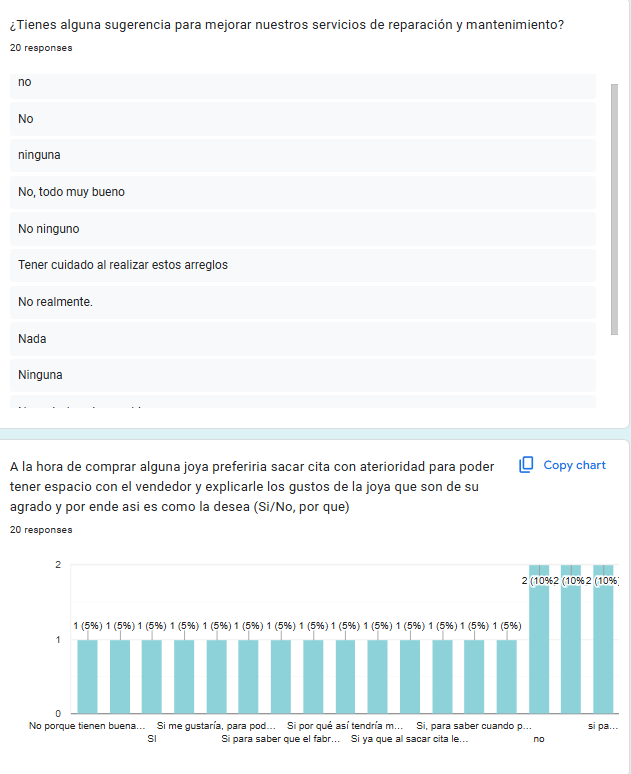 ¿Tienes alguna sugerencia para mejorar nuestros servicios de reparación y mantenimiento?
20 responses
no
No
ninguna
No, todo muy bueno
No ninguno
Tener cuidado al realizar estos arreglos
No realmente.
Nada
Ninguna
A la hora de comprar alguna joya preferiria sacar cita con aterioridad para poder
tener espacio con el vendedor y explicarle los gustos de la joya que son de su
agrado y por ende asi es como la desea (Si/No, por que)
Copy chart
20 responses
2
2 (10%2 (10%2 (10%
1 (5%) 1 (5%) 1 (5%) 1 (5%) 1 (5%) 1 (5%) 1 (5%) 1 (5%) 1 (5%) 1 (5%) 1 (5%) 1 (5%) 1 (5%) 1 (5%)
1
0
No porque tienen buena... Si me gustaría, para pod... Si por qué así tendría m... Si, para saber cuando p... si pa...
SI Si para saber que el fabr... Si ya que al sacar cita le... no